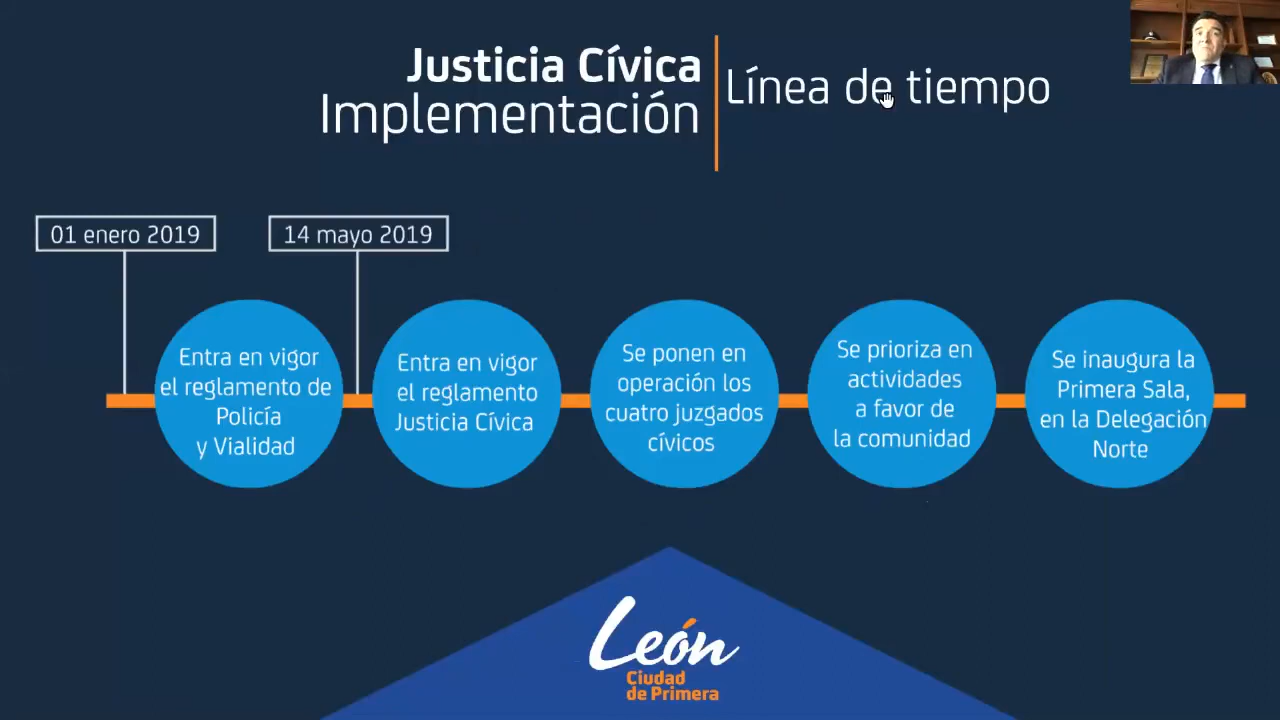 Justicia Cívica
Implementación
Línea de tiempo
01 enero 2019
14 mayo 2019
Entra en vigor
el reglamento de
Policía
y Vialidad
Entra en vigor
el reglamento
Justicia Cívica
Se ponen en
operación los
cuatro juzgados
cívicos
Se prioriza en
actividades
a favor de
la comunidad
Se inaugura la
Primera Sala,
en la Delegación
Norte
León
Ciudad
de Primera